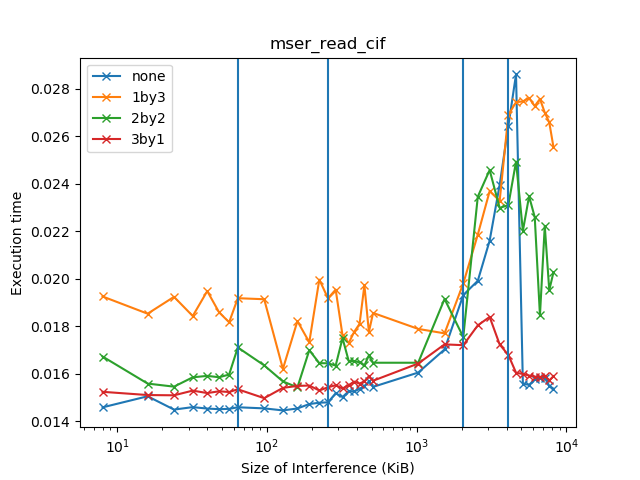 mser_read_cif
none
1by3
2by2
3by1
0.028
0.026
0.024
0.022
0.020
0.018
0.016
0.014
Execution time
10¹ 10² 10³ 10⁴
Size of Interference (KiB)